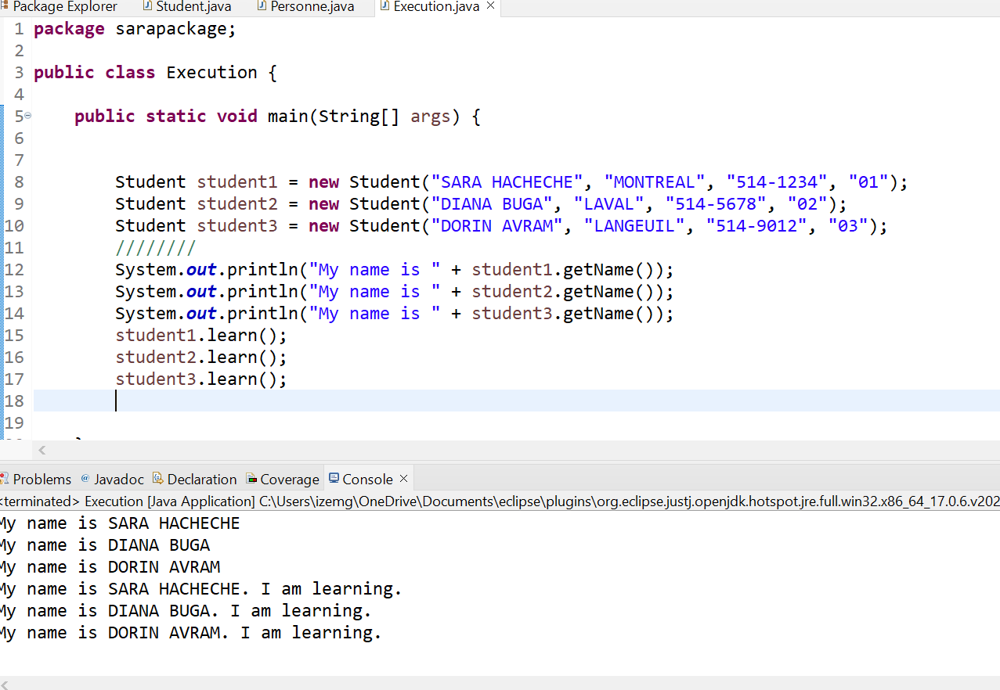 Package Explorer Student.java Personne.java Execution.java
1 package sarapackage;
2
3 public class Execution {
4
5 public static void main(String[] args) {
6
7
8 Student student1 = new Student("SARA HACHECHE", "MONTREAL", "514-1234", "01");
9 Student student2 = new Student("DIANA BUGA", "LAVAL", "514-5678", "02");
10 Student student3 = new Student("DORIN AVRAM", "LANGEUIL", "514-9012", "03");
11 ////////
12 System.out.println("My name is " + student1.getName());
13 System.out.println("My name is " + student2.getName());
14 System.out.println("My name is " + student3.getName());
15 student1.learn();
16 student2.learn();
17 student3.learn();
18
19
Problems Javadoc Declaration Coverage Console
<terminated> Execution [Java Application] C:\Users\izemg\OneDrive\Documents\eclipse\plugins\org.eclipse.justj.openjdk.hotspot.jre.full.win32.x86_64_17.0.6.v202
My name is SARA HACHECHE
My name is DIANA BUGA
My name is DORIN AVRAM
My name is SARA HACHECHE. I am learning.
My name is DIANA BUGA. I am learning.
My name is DORIN AVRAM. I am learning.